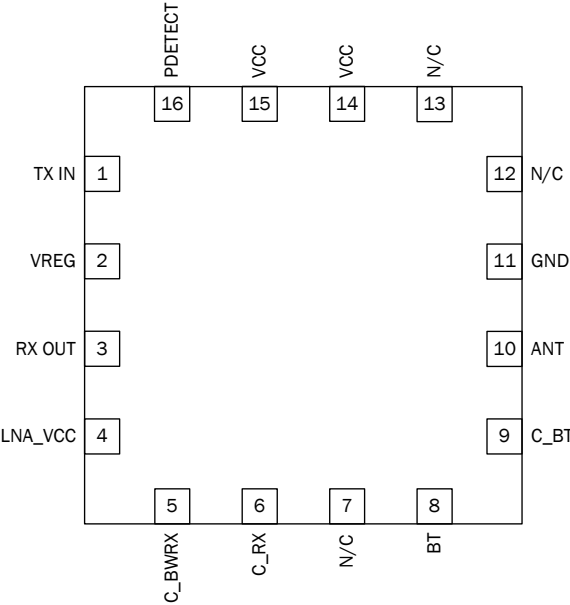 PDETECT
VCC
VCC
N/C
16
15
14
13
TX IN 1
12 N/C
VREG 2
11 GND
RX OUT 3
10 ANT
LNA_VCC 4
9 C_BT
5
6
7
8
C_BWRX
C_RX
N/C
BT